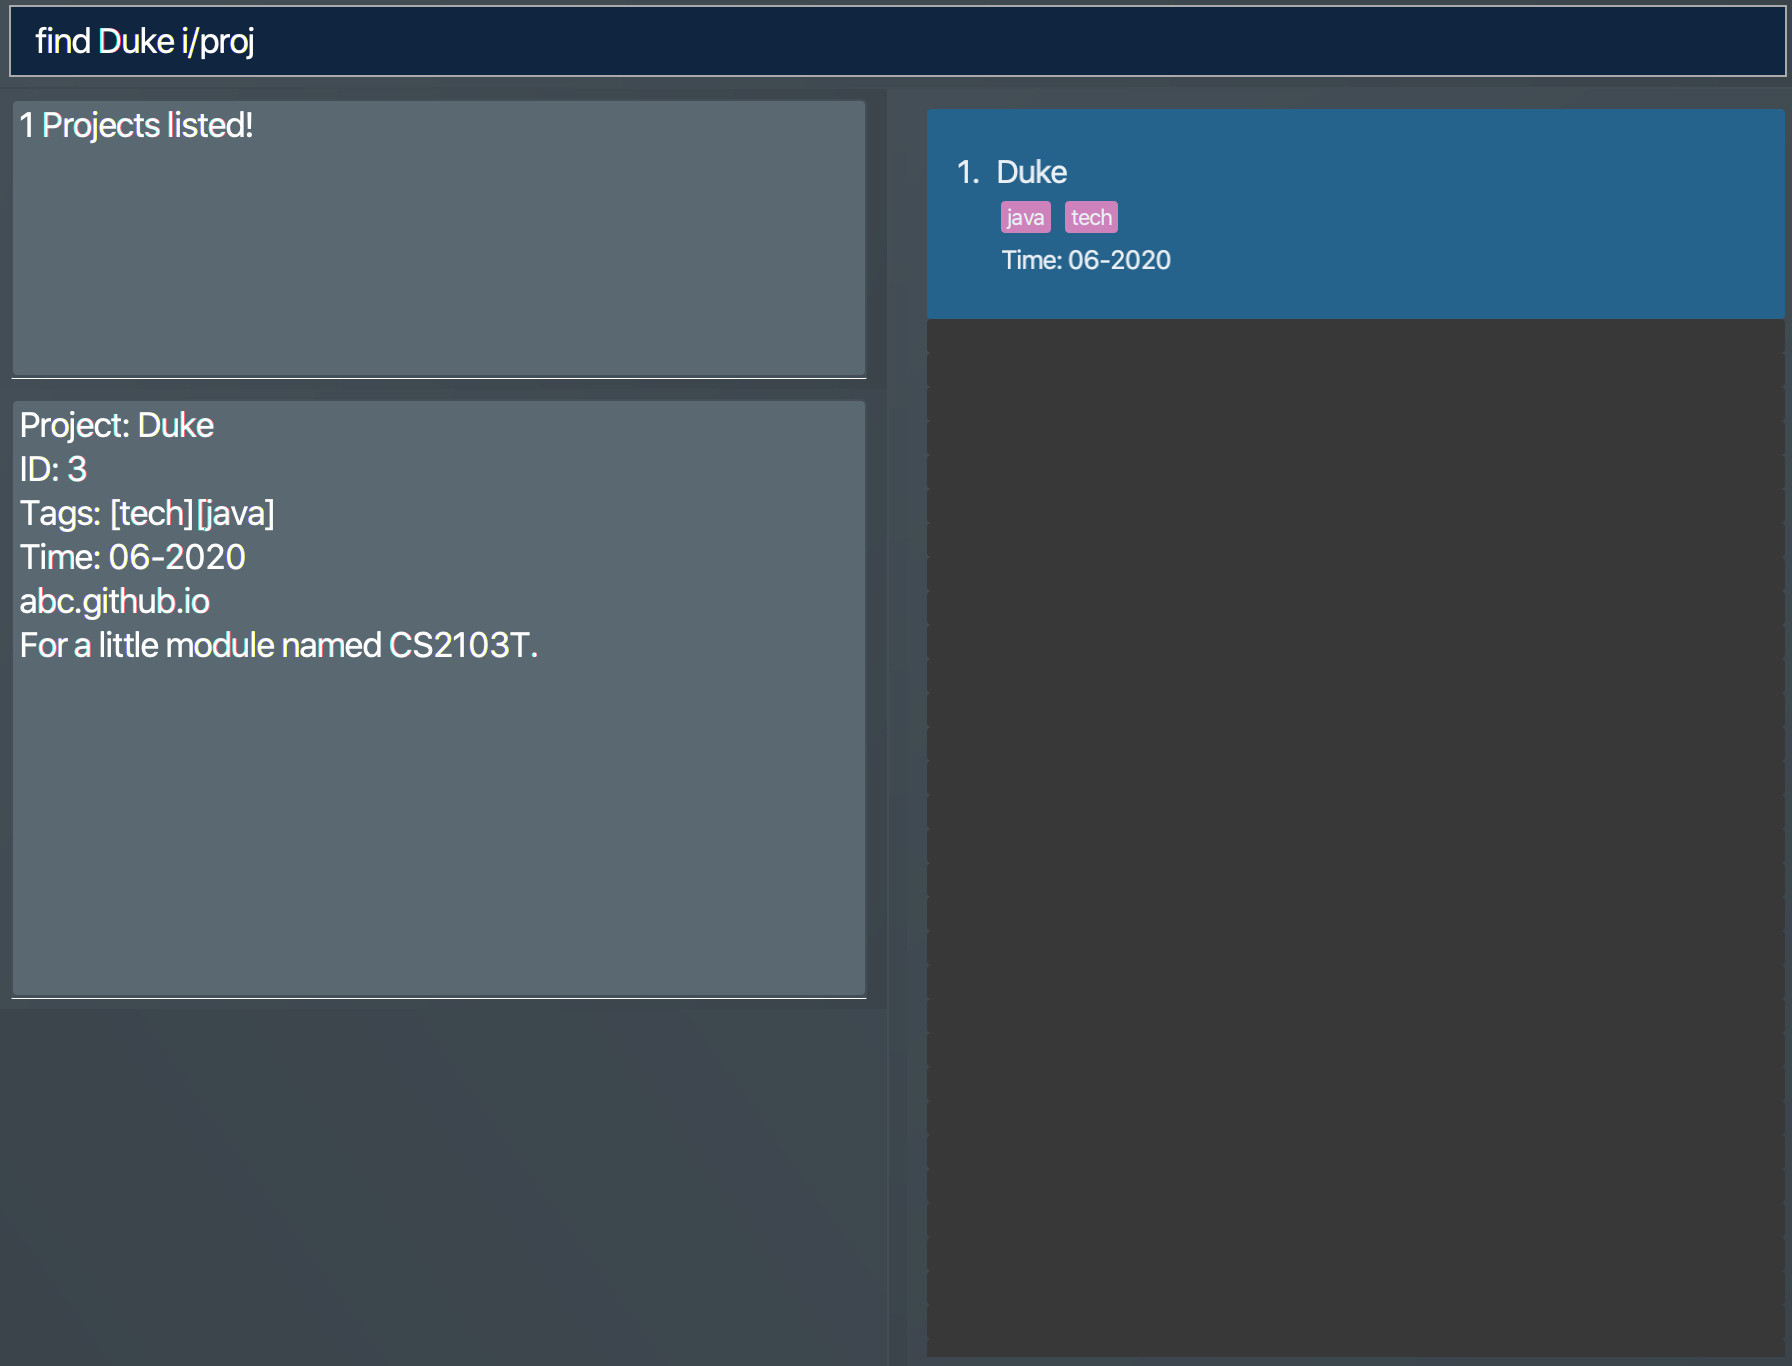 find Duke i/proj
1 Projects listed!
Project: Duke
ID: 3
Tags: [tech][java]
Time: 06-2020
abc.github.io
For a little module named CS2103T.
1. Duke
java tech
Time: 06-2020